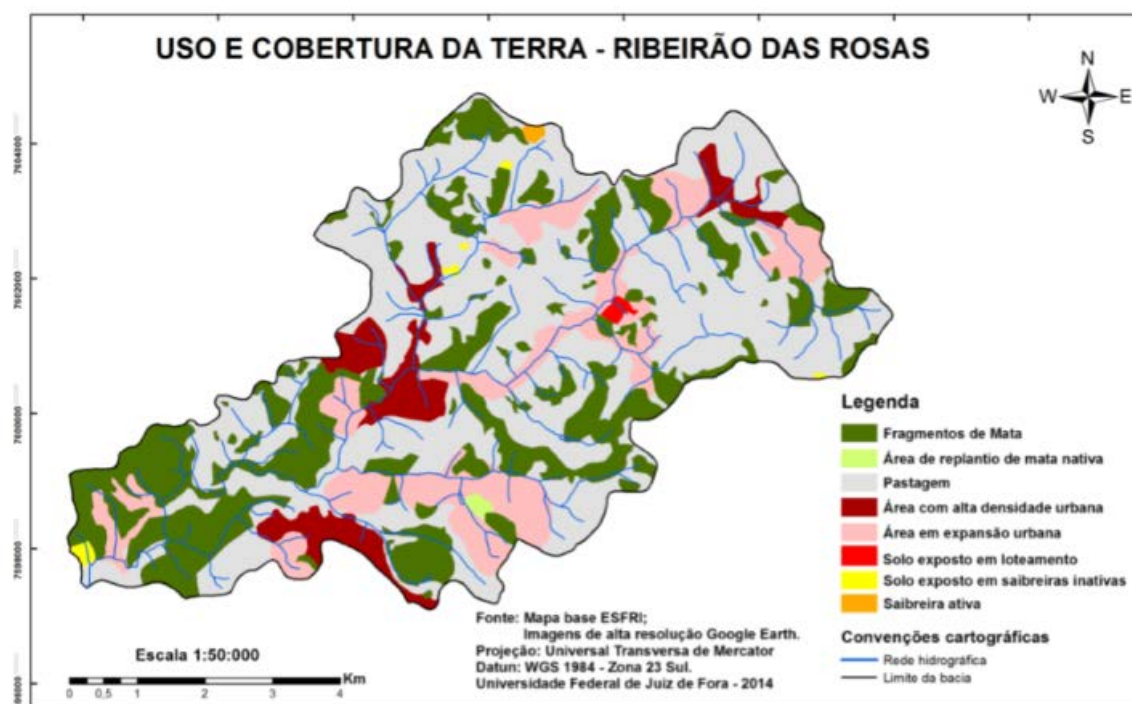 USO E COBERTURA DA TERRA - RIBEIRÃO DAS ROSAS
N
W E
S
7604000
7602000
7600000
7598000
Legenda
Fragmentos de Mata
Área de replantio de mata nativa
Pastagem
Área com alta densidade urbana
Área em expansão urbana
Solo exposto em loteamento
Solo exposto em saibreiras inativas
Saibreira ativa
Convenções cartográficas
Rede hidrográfica
Limite da bacia
Fonte: Mapa base ESFRI;
Imagens de alta resolução Google Earth.
Projeção: Universal Transversa de Mercator
Datun: WGS 1984 - Zona 23 Sul.
Universidade Federal de Juiz de Fora - 2014
Escala 1:50:000
Km
0 0,5 1 2 3 4